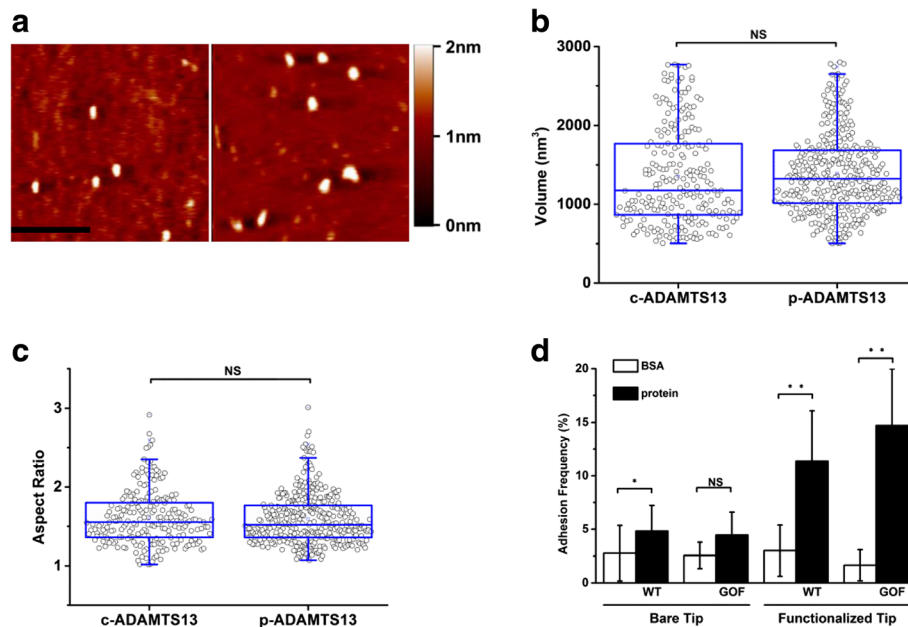 a
2nm
1nm
0nm
b
NS
3000
2000
1000
0
Volume (nm³)
c-ADAMTS13
p-ADAMTS13
c
NS
3
2
1
Aspect Ratio
c-ADAMTS13
p-ADAMTS13
d
20
15
10
5
0
Adhesion Frequency (%)
BSA
protein
*
NS
* *
* *
WT
GOF
WT
GOF
Bare Tip
Functionalized Tip